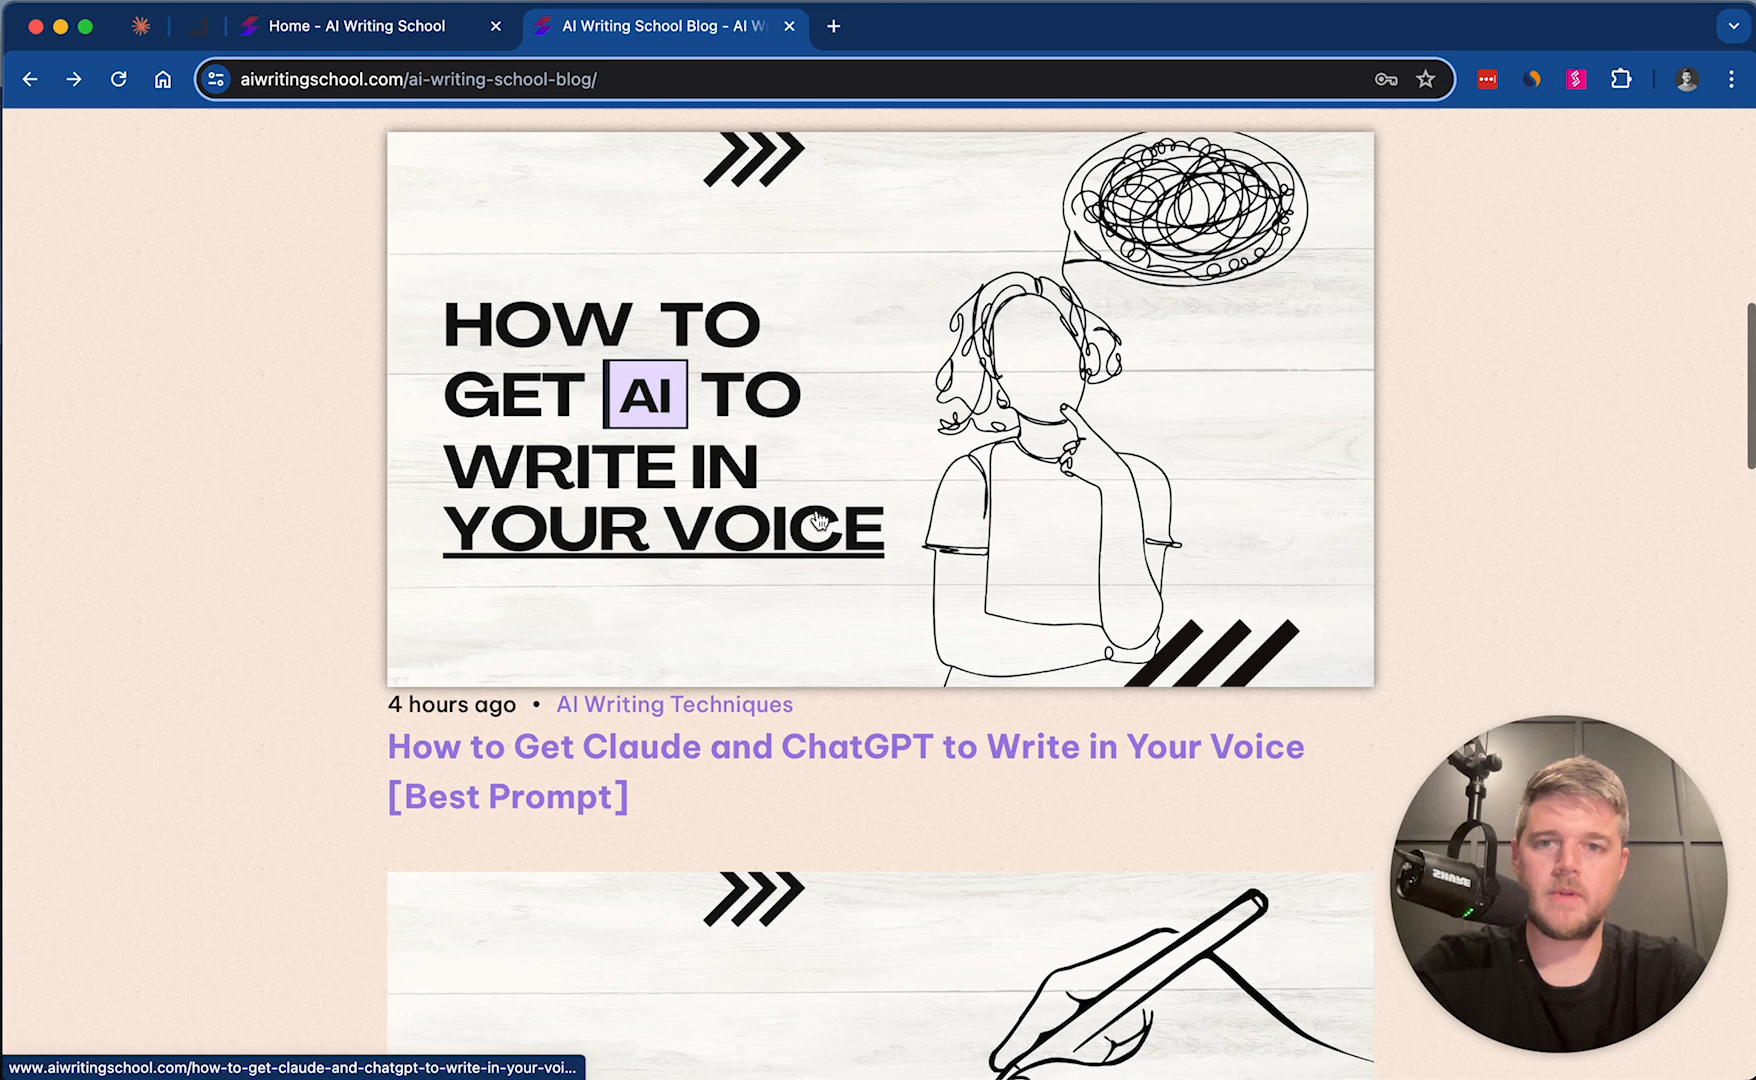 Home - AI Writing School
AI Writing School Blog - AI W
aiwritingschool.com/ai-writing-school-blog/
HOW TO
GET AI TO
WRITE IN
YOUR VOICE
4 hours ago • AI Writing Techniques
How to Get Claude and ChatGPT to Write in Your Voice
[Best Prompt]
SHURE
www.aiwritingschool.com/how-to-get-claude-and-chatgpt-to-write-in-your-voi...